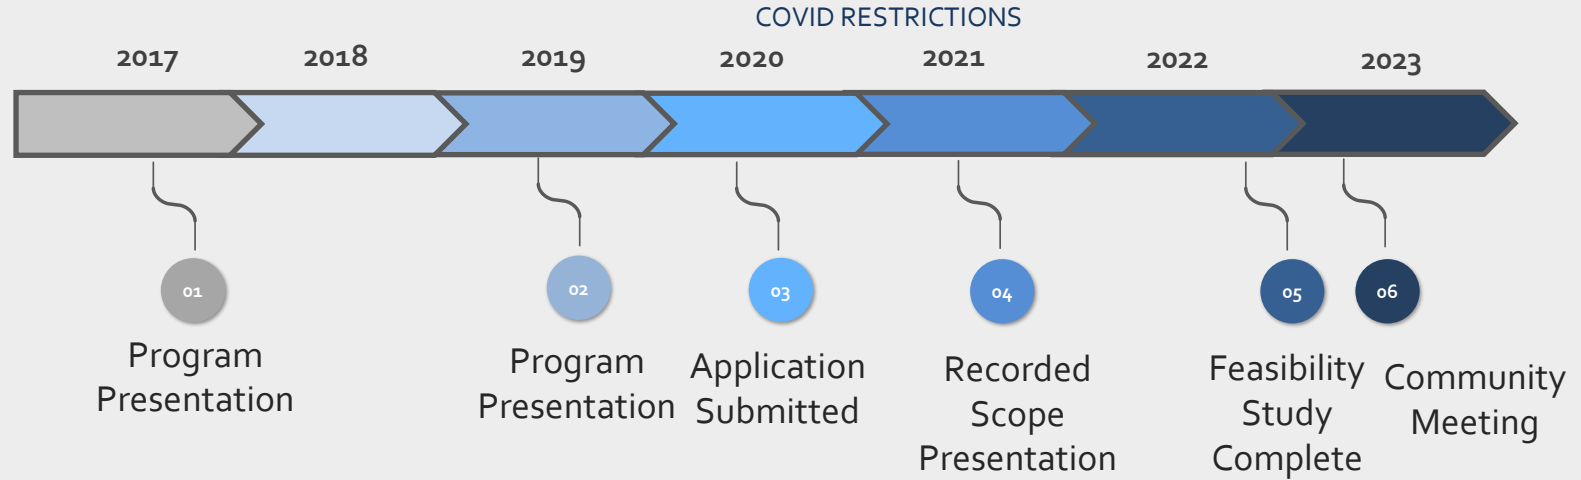 COVID RESTRICTIONS
2017
2018
2019
2020
2021
2022
2023
01
02
03
04
05
06
Program
Presentation
Program
Presentation
Application
Submitted
Recorded
Scope
Presentation
Feasibility
Study
Complete
Community
Meeting